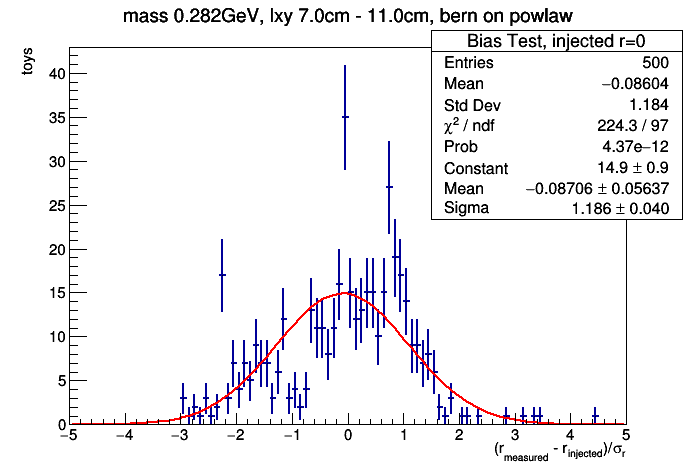 mass 0.282GeV, lxy 7.0cm - 11.0cm, bern on powlaw
Bias Test, injected r=0
Entries 500
Mean −0.08604
Std Dev 1.184
χ² / ndf 224.3 / 97
Prob 4.37e−12
Constant 14.9 ± 0.9
Mean −0.08706 ± 0.05637
Sigma 1.186 ± 0.040
toys
40
35
30
25
20
15
10
5
0
−5 −4 −3 −2 −1 0 1 2 3 4 5
(r_measured - r_injected)/σ_r